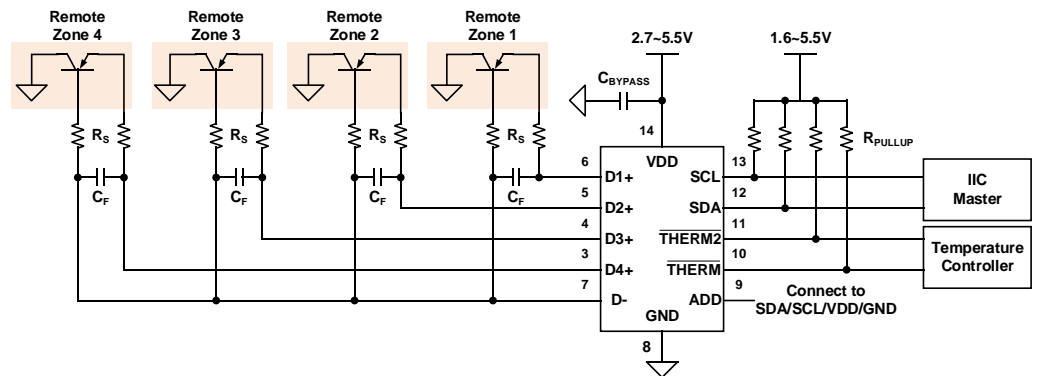 Remote
Zone 4
Remote
Zone 3
Remote
Zone 2
Remote
Zone 1
2.7~5.5V
1.6~5.5V
CBYPASS
RS
RS
RS
RS
RPULLUP
CF
CF
CF
CF
14
VDD
6
D1+
5
D2+
4
D3+
3
D4+
7
D-
GND
8
13
SCL
12
SDA
11
THERM2
10
THERM
9
ADD
Connect to
SDA/SCL/VDD/GND
IIC
Master
Temperature
Controller